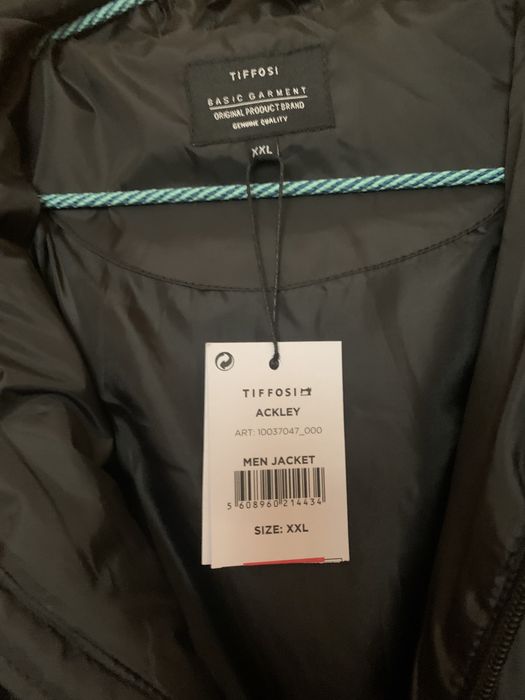 TIFFOSI
BASIC GARMENT
ORIGINAL PRODUCT BRAND
GENUINE QUALITY
XXL
TIFFOSI
ACKLEY
ART: 10037047_000
MEN JACKET
5 608960 214434
SIZE: XXL